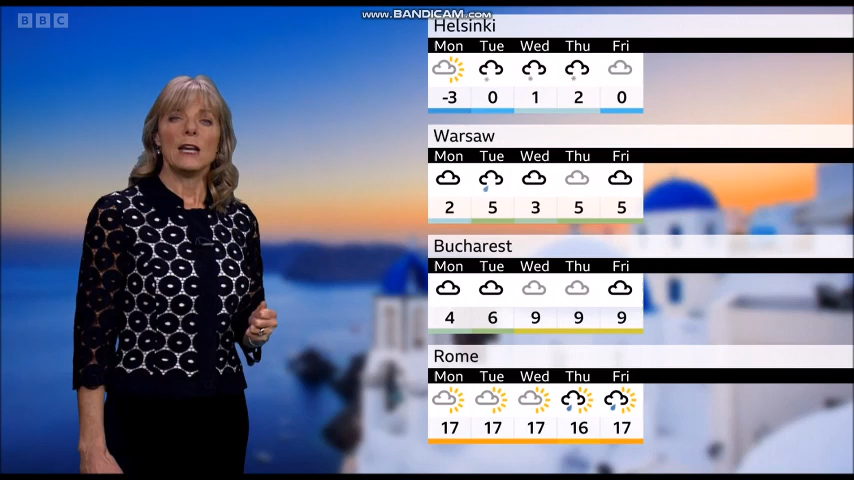 BBC
www.BANDICAM.com
Helsinki
Mon Tue Wed Thu Fri
-3 0 1 2 0
Warsaw
Mon Tue Wed Thu Fri
2 5 3 5 5
Bucharest
Mon Tue Wed Thu Fri
4 6 9 9 9
Rome
Mon Tue Wed Thu Fri
17 17 17 16 17